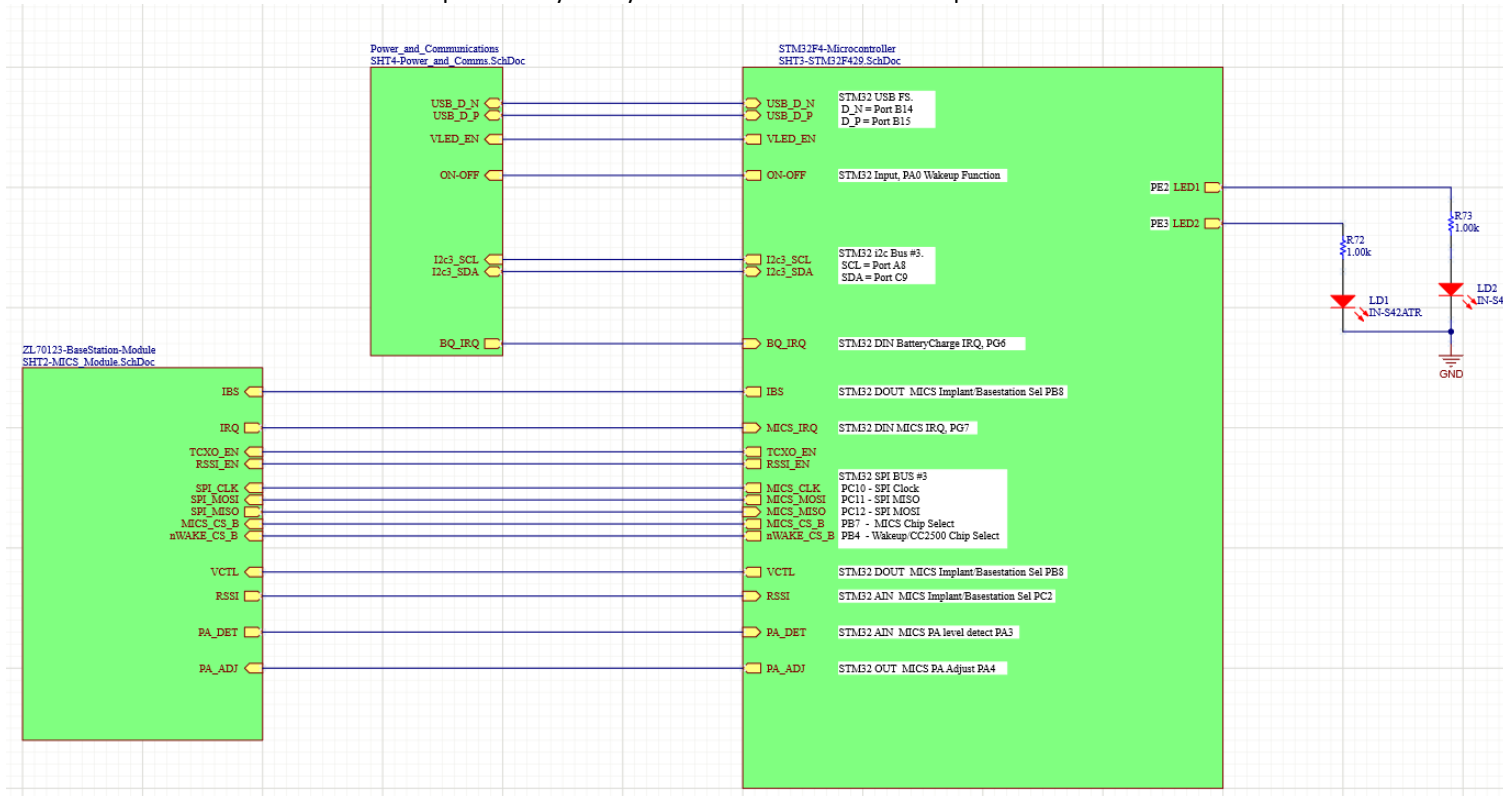 Power_and_Communications
SHT4-Power_and_Comms.SchDoc
USB_D_N
USB_D_P
VLED_EN
ON-OFF
I2c3_SCL
I2c3_SDA
BQ_IRQ
ZL70123-BaseStation-Module
SHT2-MICS_Module.SchDoc
IBS
IRQ
TCXO_EN
RSSI_EN
SPI_CLK
SPI_MOSI
SPI_MISO
MICS_CS_B
nWAKE_CS_B
VCTL
RSSI
PA_DET
PA_ADJ
STM32F4-Microcontroller
SHT3-STM32F429.SchDoc
USB_D_N
USB_D_P
STM32 USB FS.
D_N = Port B14
D_P = Port B15
VLED_EN
ON-OFF STM32 Input, PA0 Wakeup Function
I2c3_SCL
I2c3_SDA
STM32 i2c Bus #3.
SCL = Port A8
SDA = Port C9
BQ_IRQ STM32 DIN BatteryCharge IRQ, PG6
IBS STM32 DOUT MICS Implant/Basestation Sel PB8
MICS_IRQ STM32 DIN MICS IRQ, PG7
TCXO_EN
RSSI_EN
STM32 SPI BUS #3
MICS_CLK PC10 - SPI Clock
MICS_MOSI PC11 - SPI MISO
MICS_MISO PC12 - SPI MOSI
MICS_CS_B PB7 - MICS Chip Select
nWAKE_CS_B PB4 - Wakeup/CC2500 Chip Select
VCTL STM32 DOUT MICS Implant/Basestation Sel PB8
RSSI STM32 AIN MICS Implant/Basestation Sel PC2
PA_DET STM32 AIN MICS PA level detect PA3
PA_ADJ STM32 OUT MICS PA Adjust PA4
PE2 LED1
PE3 LED2
R73
1.00k
R72
1.00k
LD1
IN-S42ATR
LD2
IN-S4
GND